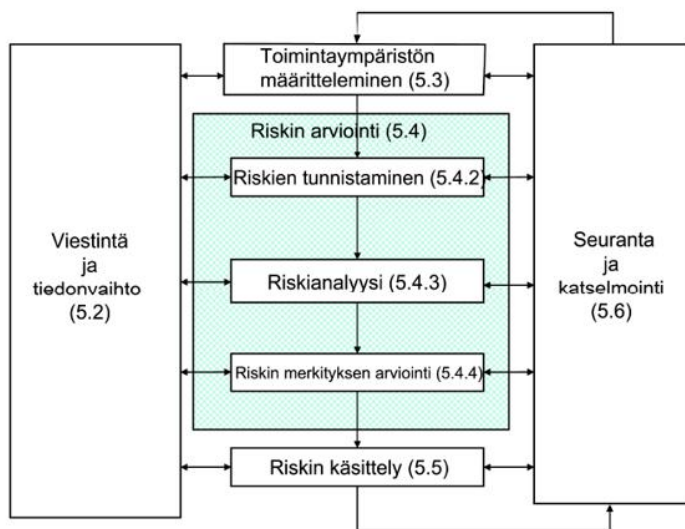 Toimintaympäristön
määritteleminen (5.3)
Riskin arviointi (5.4)
Riskien tunnistaminen (5.4.2)
Viestintä
ja
tiedonvaihto
(5.2)
Riskianalyysi (5.4.3)
Seuranta
ja
katselmointi
(5.6)
Riskin merkityksen arviointi (5.4.4)
Riskin käsittely (5.5)